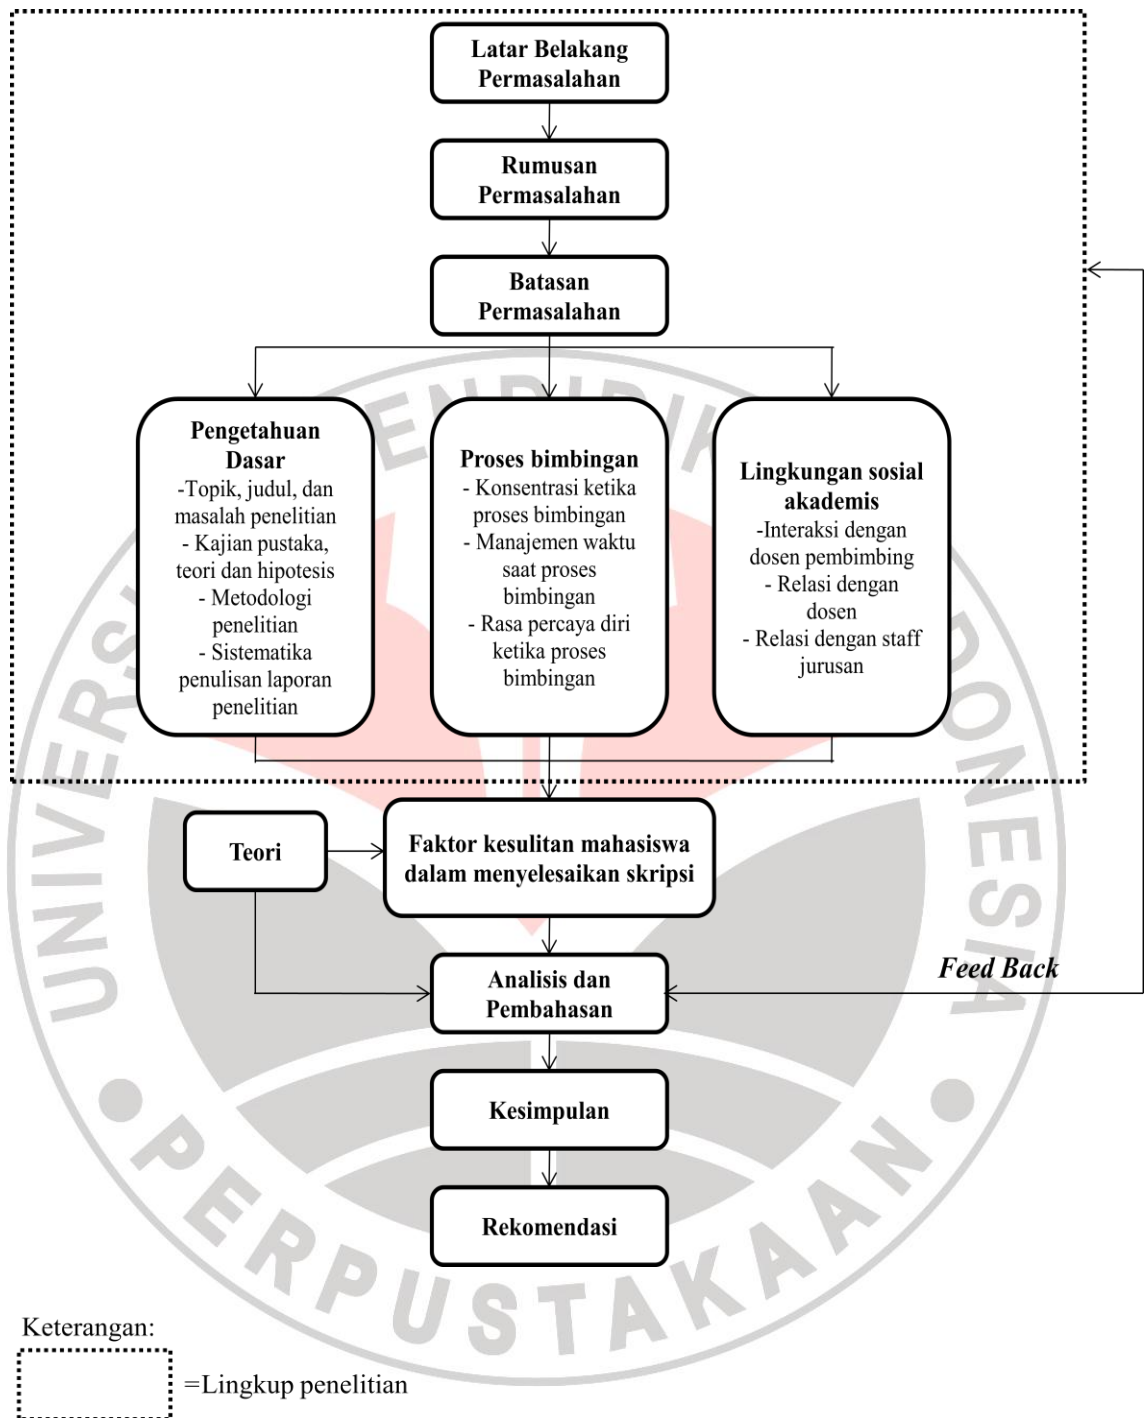 Latar Belakang
Permasalahan
Rumusan
Permasalahan
Batasan
Permasalahan
Pengetahuan
Dasar
-Topik, judul, dan
masalah penelitian
- Kajian pustaka,
teori dan hipotesis
- Metodologi
penelitian
- Sistematika
penulisan laporan
penelitian
Proses bimbingan
- Konsentrasi ketika
proses bimbingan
- Manajemen waktu
saat proses
bimbingan
- Rasa percaya diri
ketika proses
bimbingan
Lingkungan sosial
akademis
-Interaksi dengan
dosen pembimbing
- Relasi dengan
dosen
- Relasi dengan staff
jurusan
Teori
Faktor kesulitan mahasiswa
dalam menyelesaikan skripsi
Analisis dan
Pembahasan
Feed Back
Kesimpulan
Rekomendasi
Keterangan:
=Lingkup penelitian
PERPUSTAKAAN